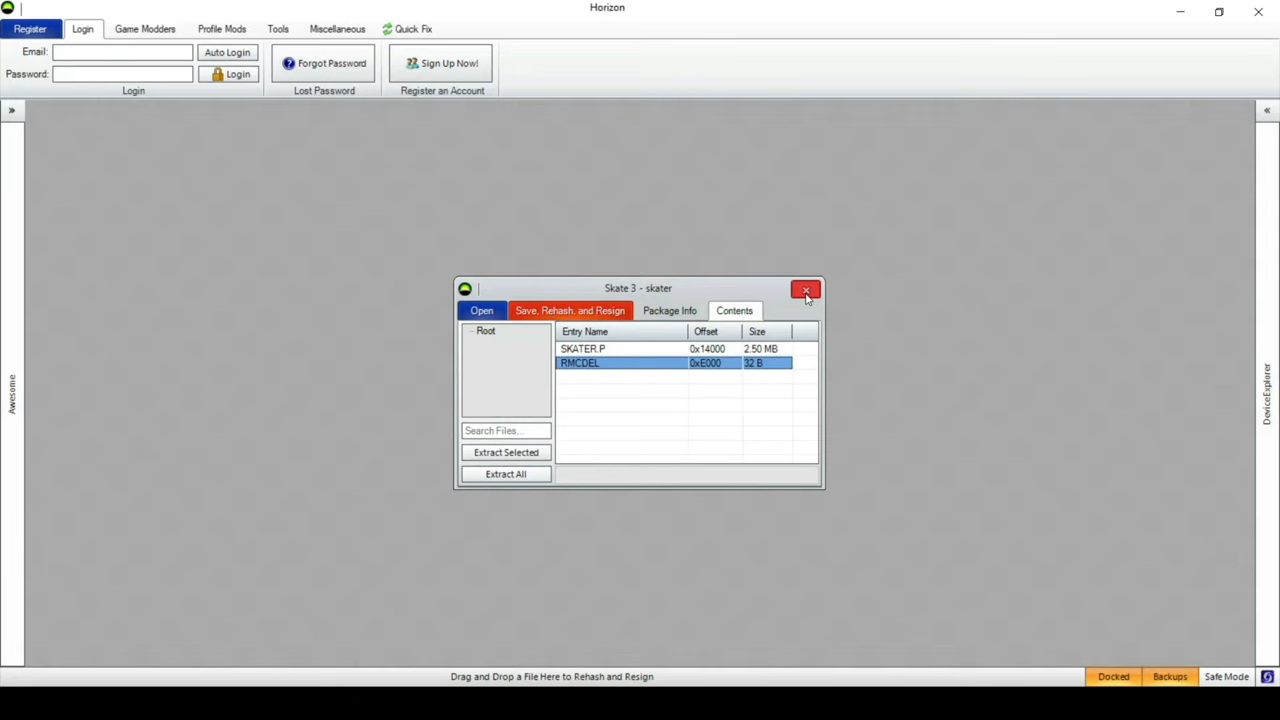 Horizon
Register Login Game Modders Profile Mods Tools Miscellaneous Quick Fix
Email: Auto Login
Password: Login
Forgot Password
Sign Up Now!
Login Lost Password Register an Account
Awesome
DeviceExplorer
Skate 3 - skater
Open Save, Rehash, and Resign Package Info Contents
Root
Entry Name Offset Size
SKATER.P 0x14000 2.50 MB
RMCDEL 0xE000 32 B
Search Files...
Extract Selected
Extract All
Drag and Drop a File Here to Rehash and Resign
Docked Backups Safe Mode